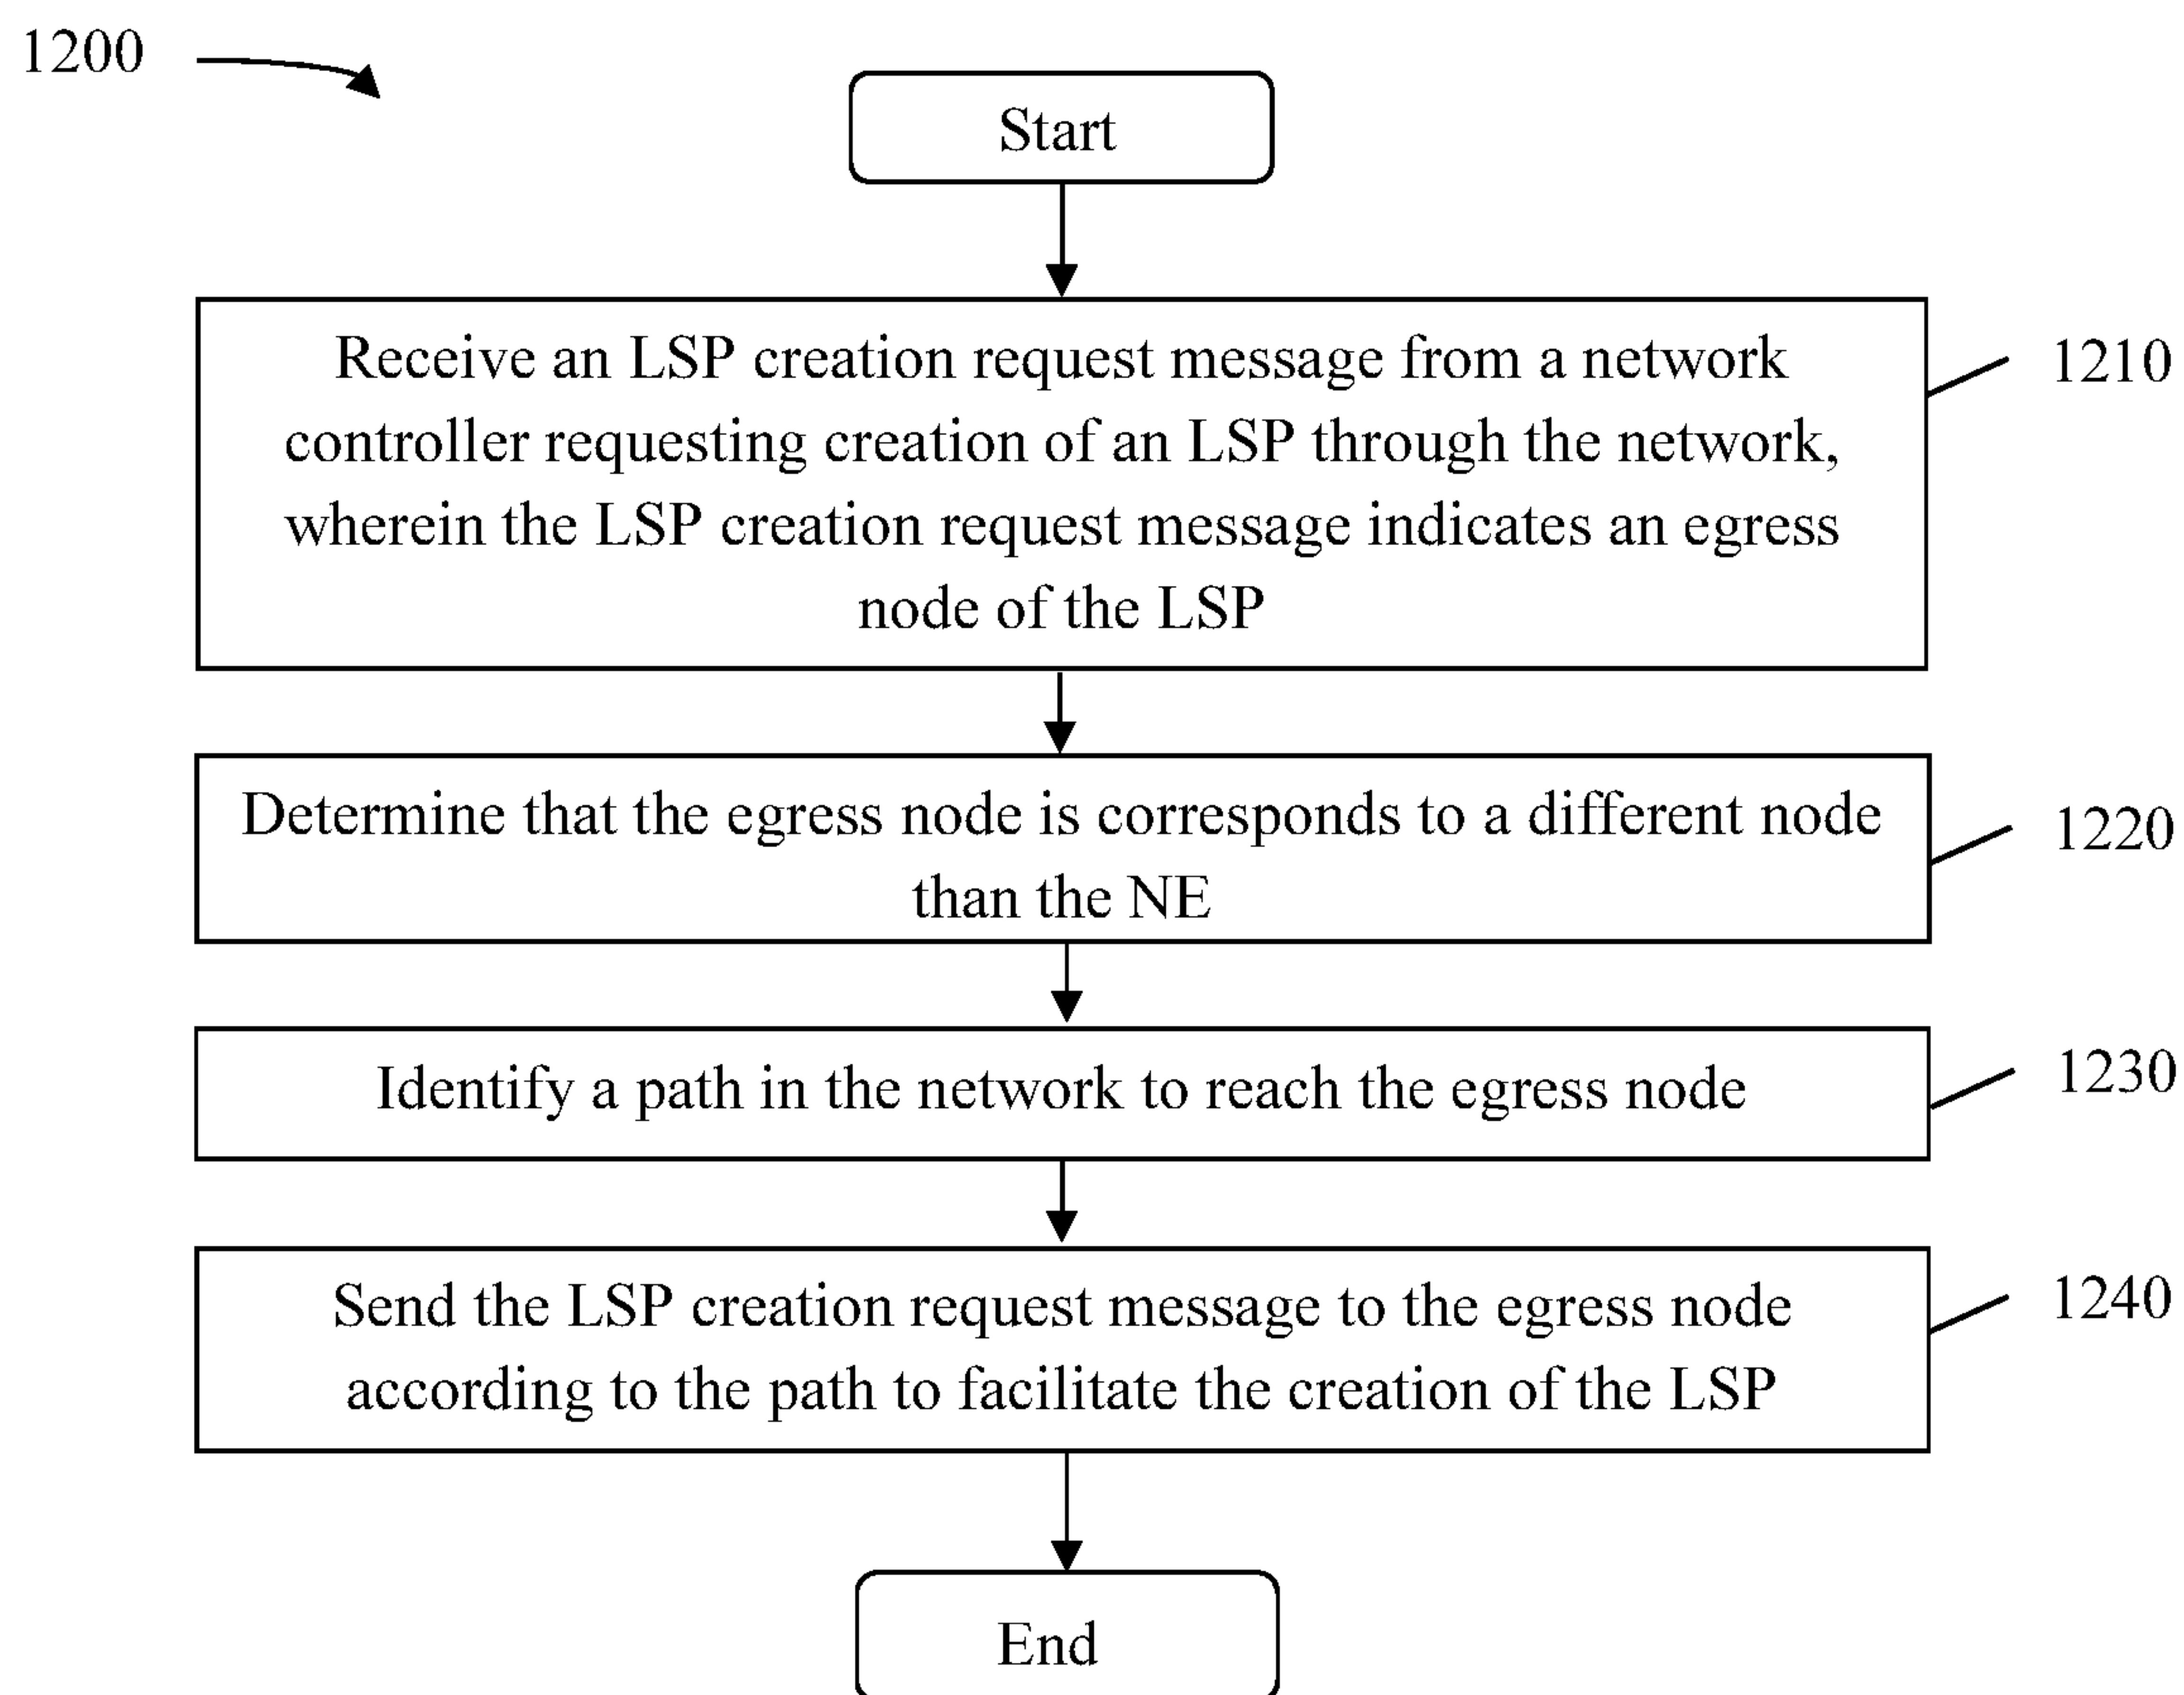 1200
Start
Receive an LSP creation request message from a network
controller requesting creation of an LSP through the network,
wherein the LSP creation request message indicates an egress
node of the LSP
1210
Determine that the egress node is corresponds to a different node
than the NE
1220
Identify a path in the network to reach the egress node
1230
Send the LSP creation request message to the egress node
according to the path to facilitate the creation of the LSP
1240
End